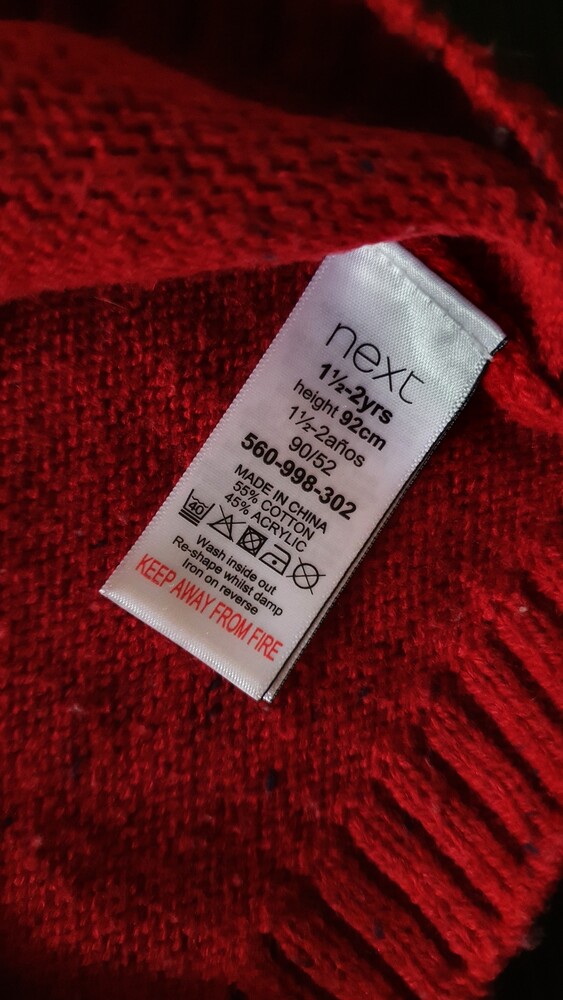 next
1½-2yrs
height 92cm
1½-2años
90/52
560-998-302
MADE IN CHINA
55% COTTON
45% ACRYLIC
40
Wash inside out
Re-shape whilst damp
Iron on reverse
KEEP AWAY FROM FIRE